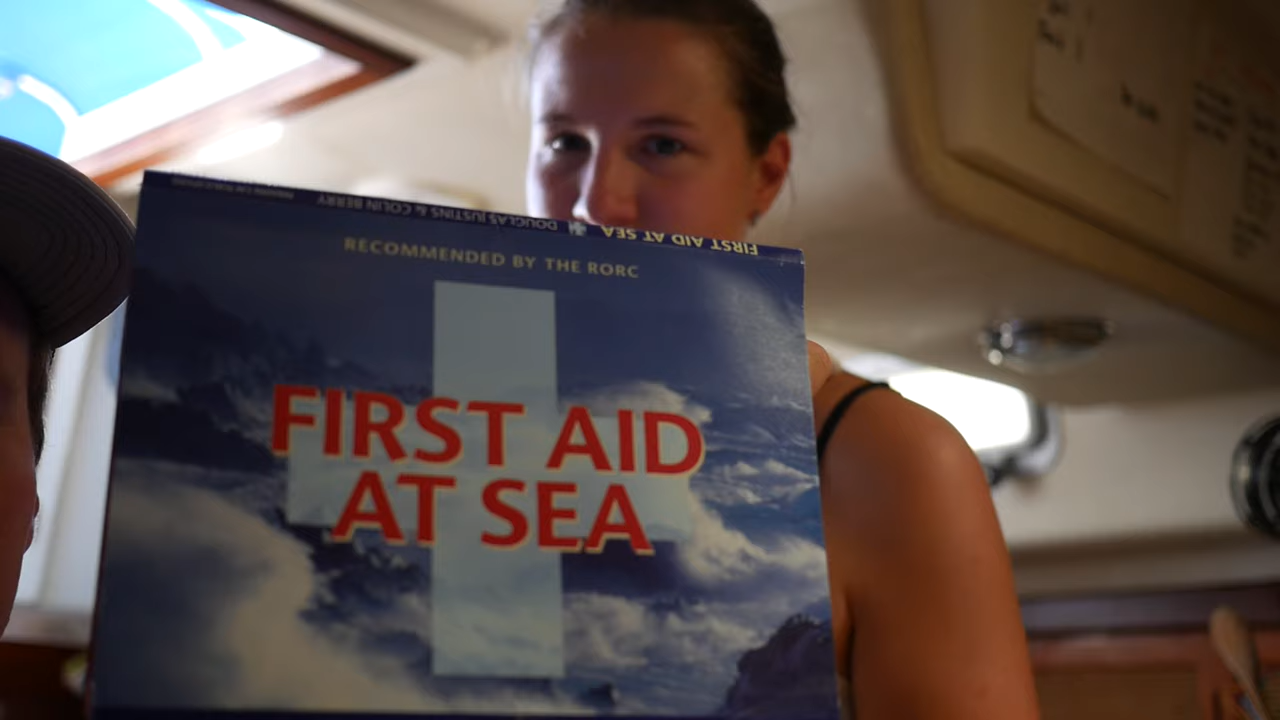 DOUGLAS JUSTINS & COLIN BERRY FIRST AID AT SEA
RECOMMENDED BY THE RORC
FIRST AID
AT SEA